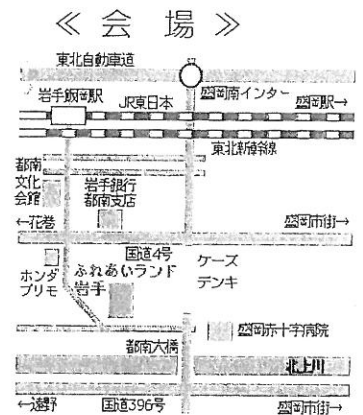 ≪ 会 場 ≫
東北自動車道
岩手飯岡駅
JR東日本
盛岡南インター
盛岡駅→
東北新幹線
都南
文化
会館
岩手銀行
都南支店
←花巻
盛岡市街→
国道4号
ケーズ
デンキ
ホンダ
プリモ
ふれあいランド
岩手
盛岡赤十字病院
都南大橋
北上川
←遠野
国道396号
盛岡市街→